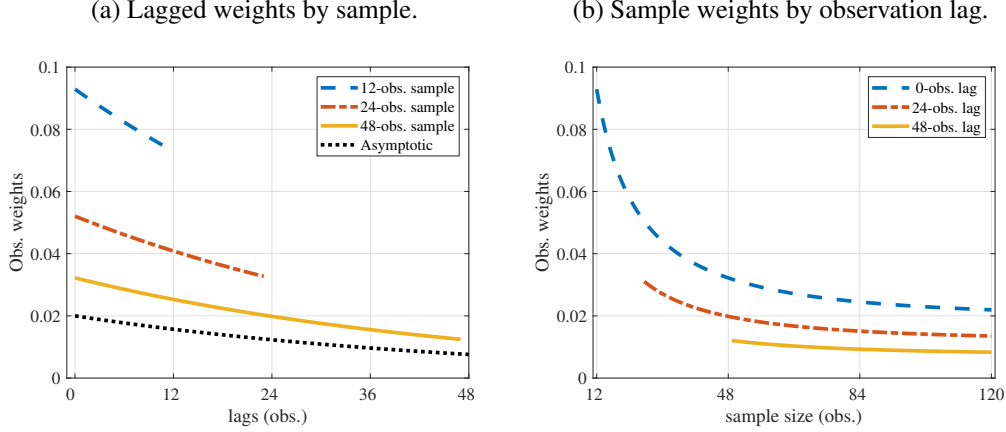 (a) Lagged weights by sample.
0.1
0.08
0.06
0.04
0.02
0
Obs. weights
12-obs. sample
24-obs. sample
48-obs. sample
Asymptotic
0 12 24 36 48
lags (obs.)
(b) Sample weights by observation lag.
0.1
0.08
0.06
0.04
0.02
0
Obs. weights
0-obs. lag
24-obs. lag
48-obs. lag
12 48 84 120
sample size (obs.)